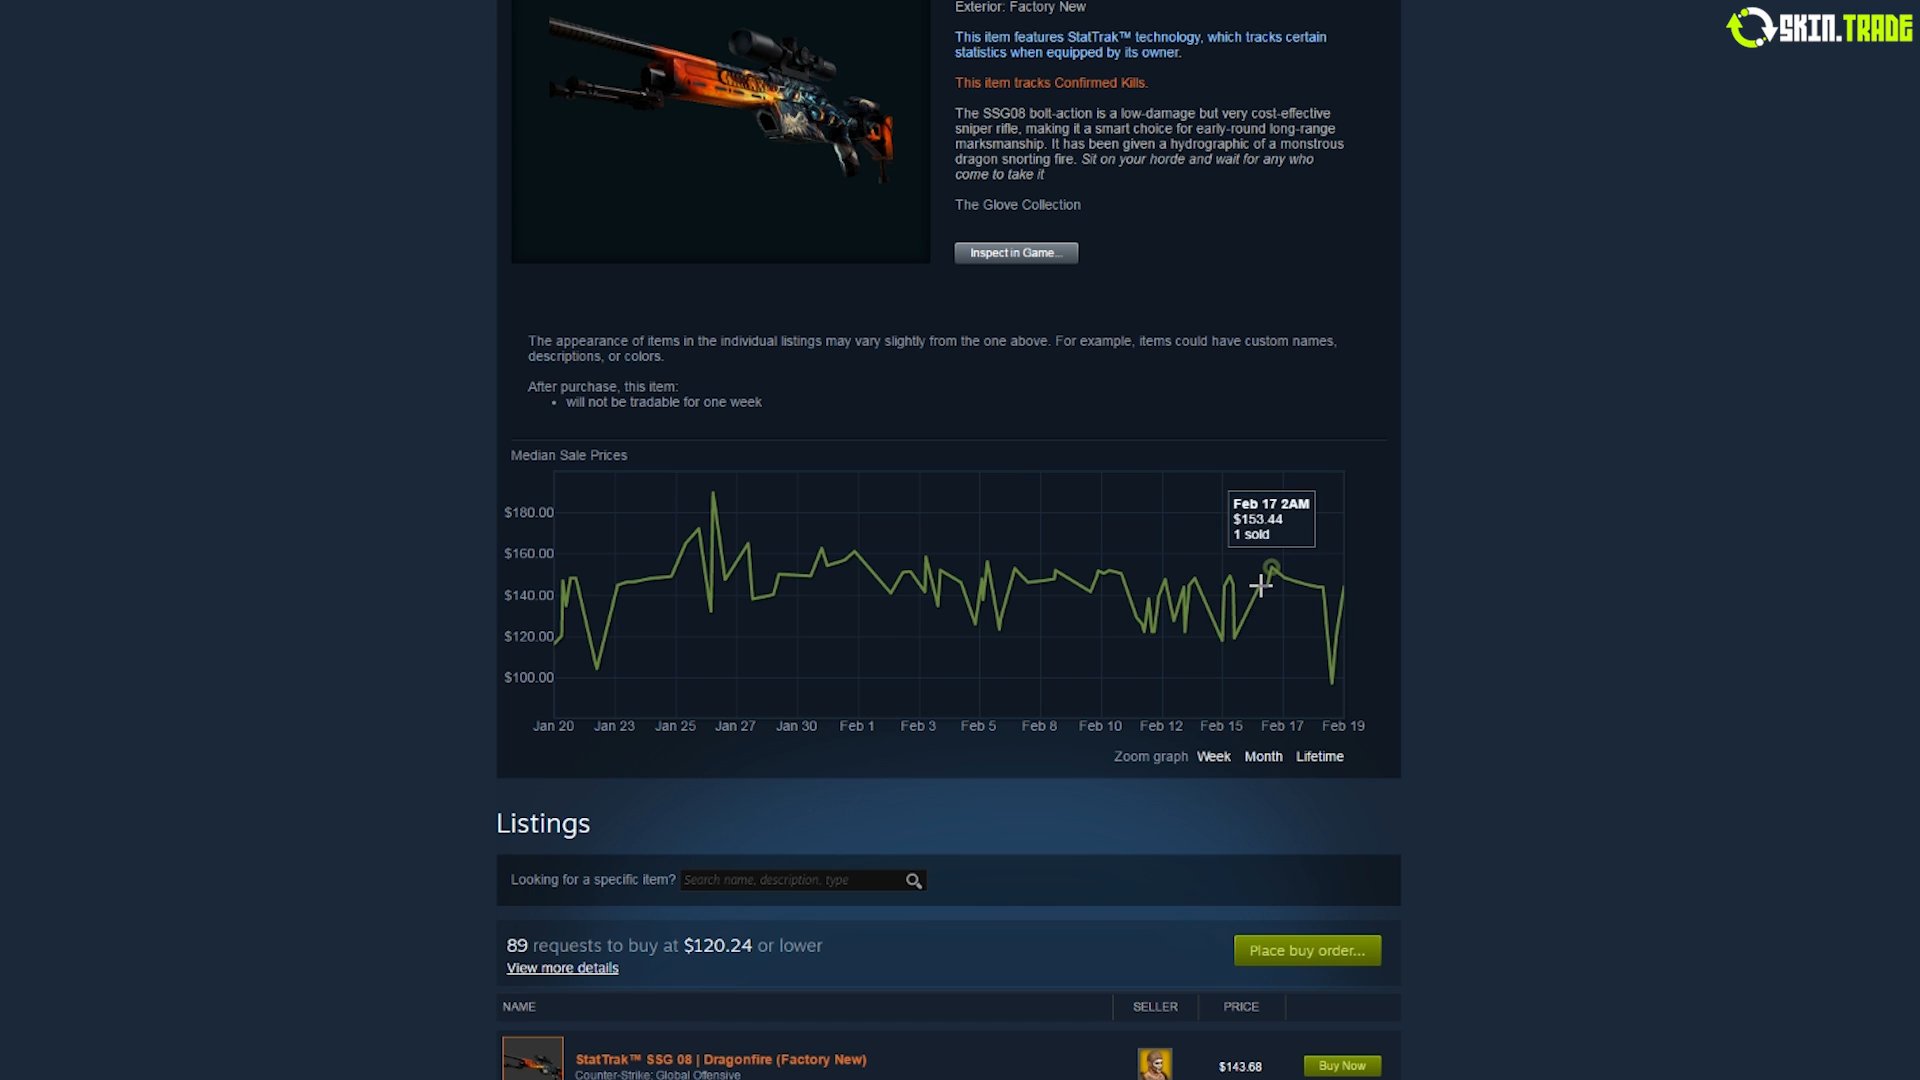 SKIN.TRADE
Exterior: Factory New
This item features StatTrak™ technology, which tracks certain
statistics when equipped by its owner.
This item tracks Confirmed Kills.
The SSG08 bolt-action is a low-damage but very cost-effective
sniper rifle, making it a smart choice for early-round long-range
marksmanship. It has been given a hydrographic of a monstrous
dragon snorting fire. Sit on your horde and wait for any who
come to take it
The Glove Collection
Inspect in Game...
The appearance of items in the individual listings may vary slightly from the one above. For example, items could have custom names,
descriptions, or colors.
After purchase, this item:
• will not be tradable for one week
Median Sale Prices
$180.00
$160.00
$140.00
$120.00
$100.00
Feb 17 2AM
$153.44
1 sold
Jan 20 Jan 23 Jan 25 Jan 27 Jan 30 Feb 1 Feb 3 Feb 5 Feb 8 Feb 10 Feb 12 Feb 15 Feb 17 Feb 19
Zoom graph Week Month Lifetime
Listings
Looking for a specific item? Search name, description, type
89 requests to buy at $120.24 or lower
Place buy order...
View more details
NAME SELLER PRICE
StatTrak™ SSG 08 | Dragonfire (Factory New)
$143.68 Buy Now
Counter-Strike: Global Offensive